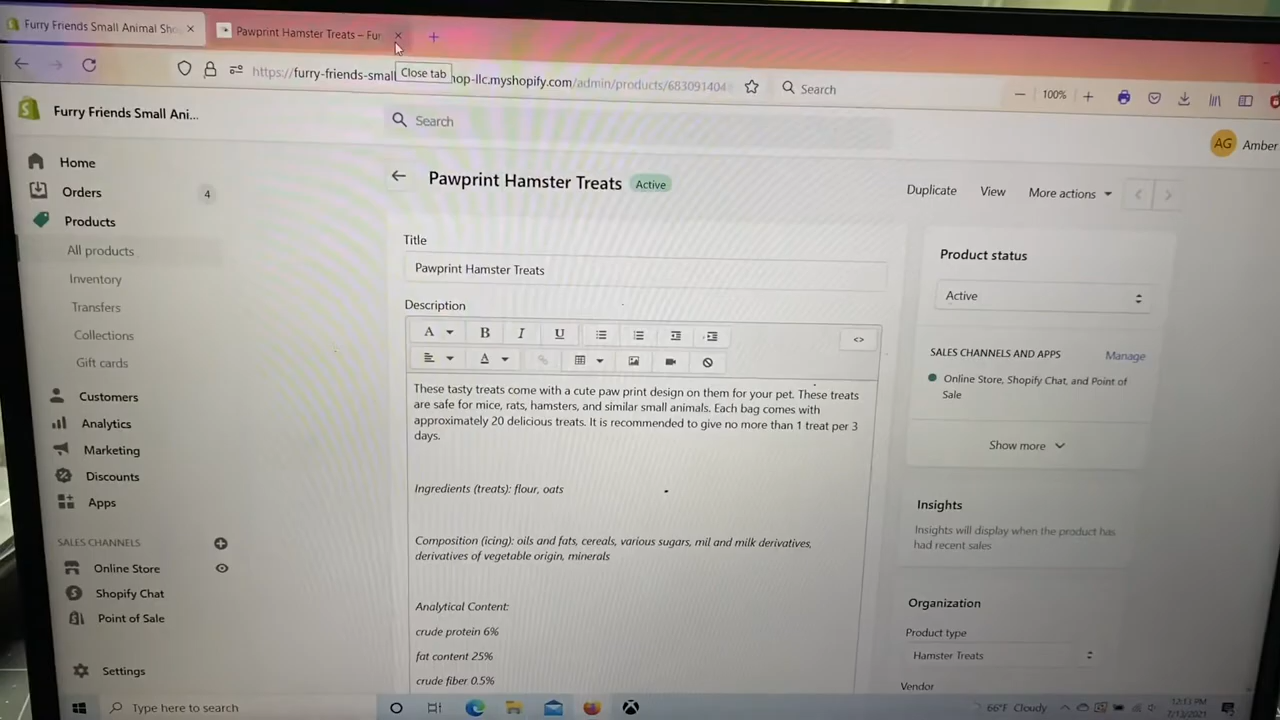 Furry Friends Small Animal Sho
Pawprint Hamster Treats – Fur
Close tab
https://furry-friends-small
hop-llc.myshopify.com/admin/products/683091404
Search
100%
Furry Friends Small Ani...
Search
AG Amber
Home
Orders 4
Products
All products
Inventory
Transfers
Collections
Gift cards
Customers
Analytics
Marketing
Discounts
Apps
SALES CHANNELS
Online Store
Shopify Chat
Point of Sale
Settings
Pawprint Hamster Treats Active
Duplicate View More actions
Title
Pawprint Hamster Treats
Description
A B I U <>
A
These tasty treats come with a cute paw print design on them for your pet. These treats
are safe for mice, rats, hamsters, and similar small animals. Each bag comes with
approximately 20 delicious treats. It is recommended to give no more than 1 treat per 3
days.
Ingredients (treats): flour, oats
Composition (icing): oils and fats, cereals, various sugars, mil and milk derivatives,
derivatives of vegetable origin, minerals
Analytical Content:
crude protein 6%
fat content 25%
crude fiber 0.5%
Product status
Active
SALES CHANNELS AND APPS Manage
Online Store, Shopify Chat, and Point of
Sale
Show more
Insights
Insights will display when the product has
had recent sales
Organization
Product type
Hamster Treats
Vendor
Type here to search
66°F Cloudy
12:13 PM
7/13/2021